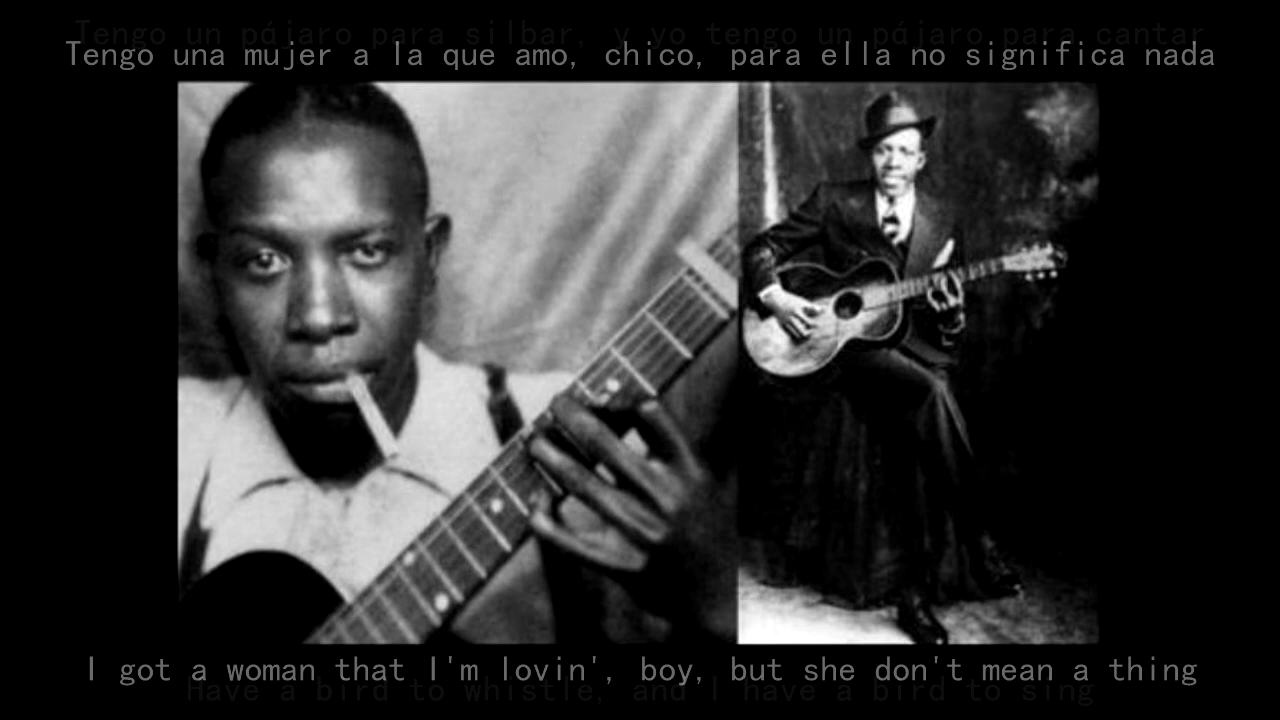 Tengo un pájaro para silbar, y yo tengo un pájaro para cantar
Tengo una mujer a la que amo, chico, para ella no significa nada
I got a woman that I'm lovin', boy, but she don't mean a thing
Have a bird to whistle, and I have a bird to sing